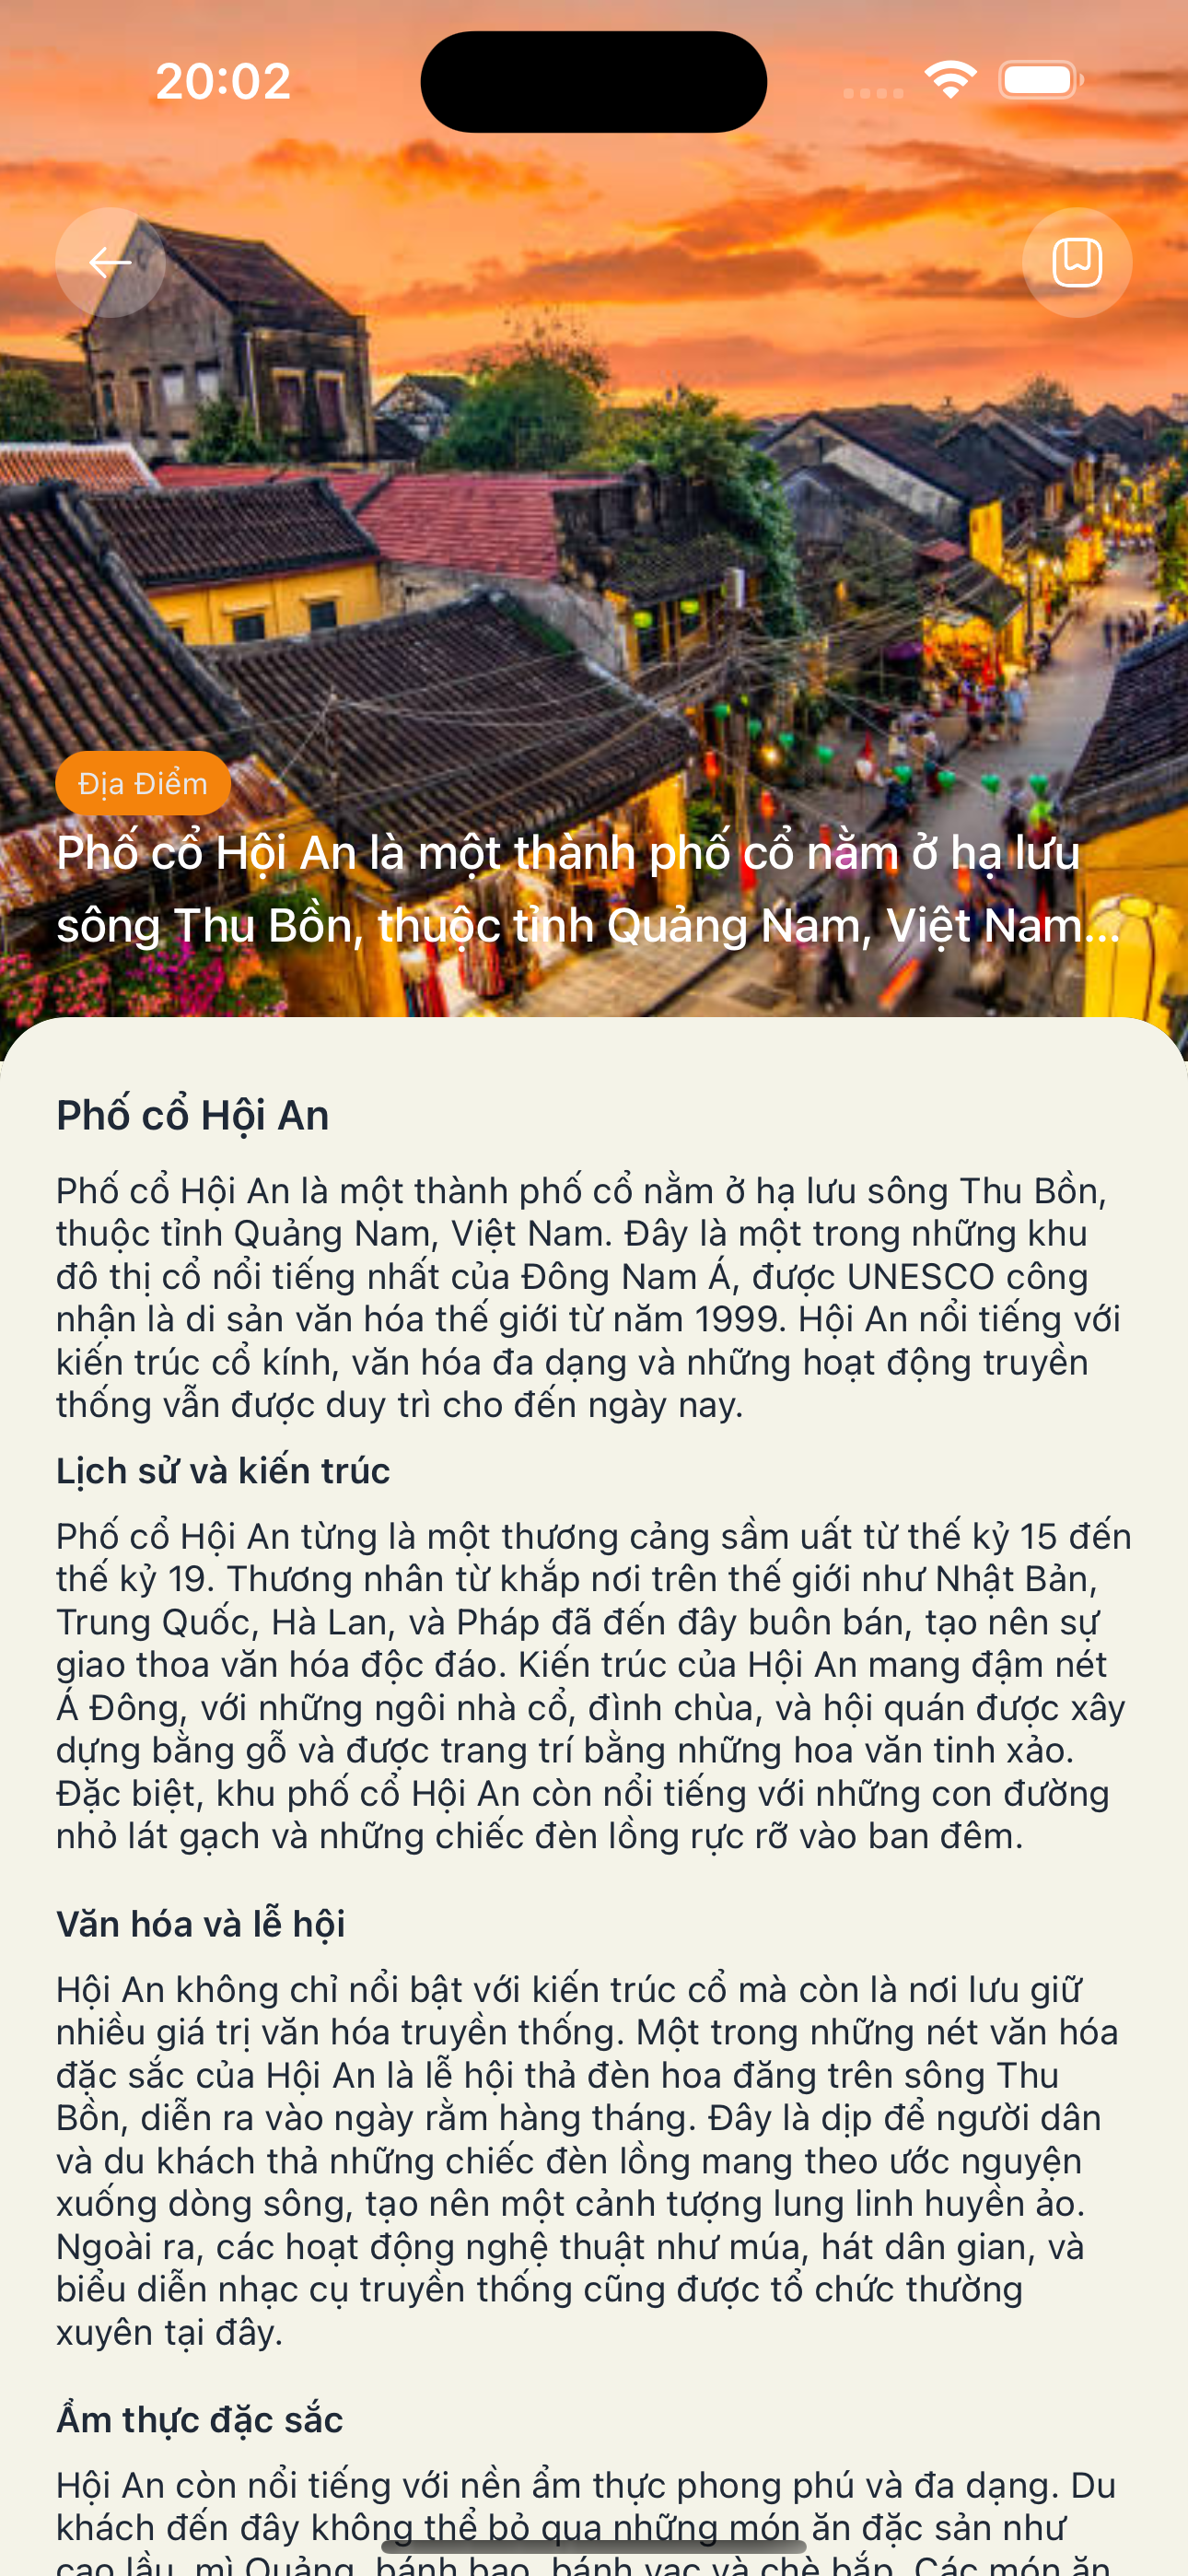 20:02
Địa Điểm
Phố cổ Hội An là một thành phố cổ nằm ở hạ lưu
sông Thu Bồn, thuộc tỉnh Quảng Nam, Việt Nam...
Phố cổ Hội An
Phố cổ Hội An là một thành phố cổ nằm ở hạ lưu sông Thu Bồn,
thuộc tỉnh Quảng Nam, Việt Nam. Đây là một trong những khu
đô thị cổ nổi tiếng nhất của Đông Nam Á, được UNESCO công
nhận là di sản văn hóa thế giới từ năm 1999. Hội An nổi tiếng với
kiến trúc cổ kính, văn hóa đa dạng và những hoạt động truyền
thống vẫn được duy trì cho đến ngày nay.
Lịch sử và kiến trúc
Phố cổ Hội An từng là một thương cảng sầm uất từ thế kỷ 15 đến
thế kỷ 19. Thương nhân từ khắp nơi trên thế giới như Nhật Bản,
Trung Quốc, Hà Lan, và Pháp đã đến đây buôn bán, tạo nên sự
giao thoa văn hóa độc đáo. Kiến trúc của Hội An mang đậm nét
Á Đông, với những ngôi nhà cổ, đình chùa, và hội quán được xây
dựng bằng gỗ và được trang trí bằng những hoa văn tinh xảo.
Đặc biệt, khu phố cổ Hội An còn nổi tiếng với những con đường
nhỏ lát gạch và những chiếc đèn lồng rực rỡ vào ban đêm.
Văn hóa và lễ hội
Hội An không chỉ nổi bật với kiến trúc cổ mà còn là nơi lưu giữ
nhiều giá trị văn hóa truyền thống. Một trong những nét văn hóa
đặc sắc của Hội An là lễ hội thả đèn hoa đăng trên sông Thu
Bồn, diễn ra vào ngày rằm hàng tháng. Đây là dịp để người dân
và du khách thả những chiếc đèn lồng mang theo ước nguyện
xuống dòng sông, tạo nên một cảnh tượng lung linh huyền ảo.
Ngoài ra, các hoạt động nghệ thuật như múa, hát dân gian, và
biểu diễn nhạc cụ truyền thống cũng được tổ chức thường
xuyên tại đây.
Ẩm thực đặc sắc
Hội An còn nổi tiếng với nền ẩm thực phong phú và đa dạng. Du
khách đến đây không thể bỏ qua những món ăn đặc sản như
cao lầu, mì Quảng, bánh bao, bánh vạc và chè bắp. Các món ăn